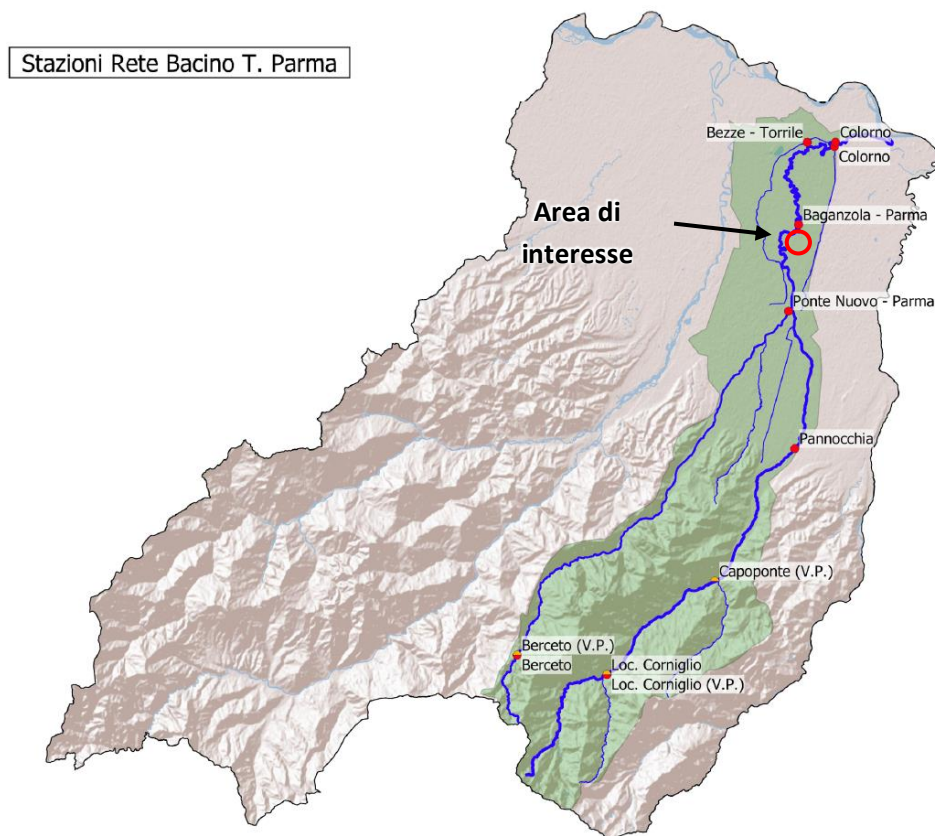 Stazioni Rete Bacino T. Parma
Bezze - Torrile
Colorno
Colorno
Baganzola - Parma
Area di
interesse
Ponte Nuovo - Parma
Pannocchia
Capoponte (V.P.)
Berceto (V.P.)
Berceto
Loc. Corniglio
Loc. Corniglio (V.P.)